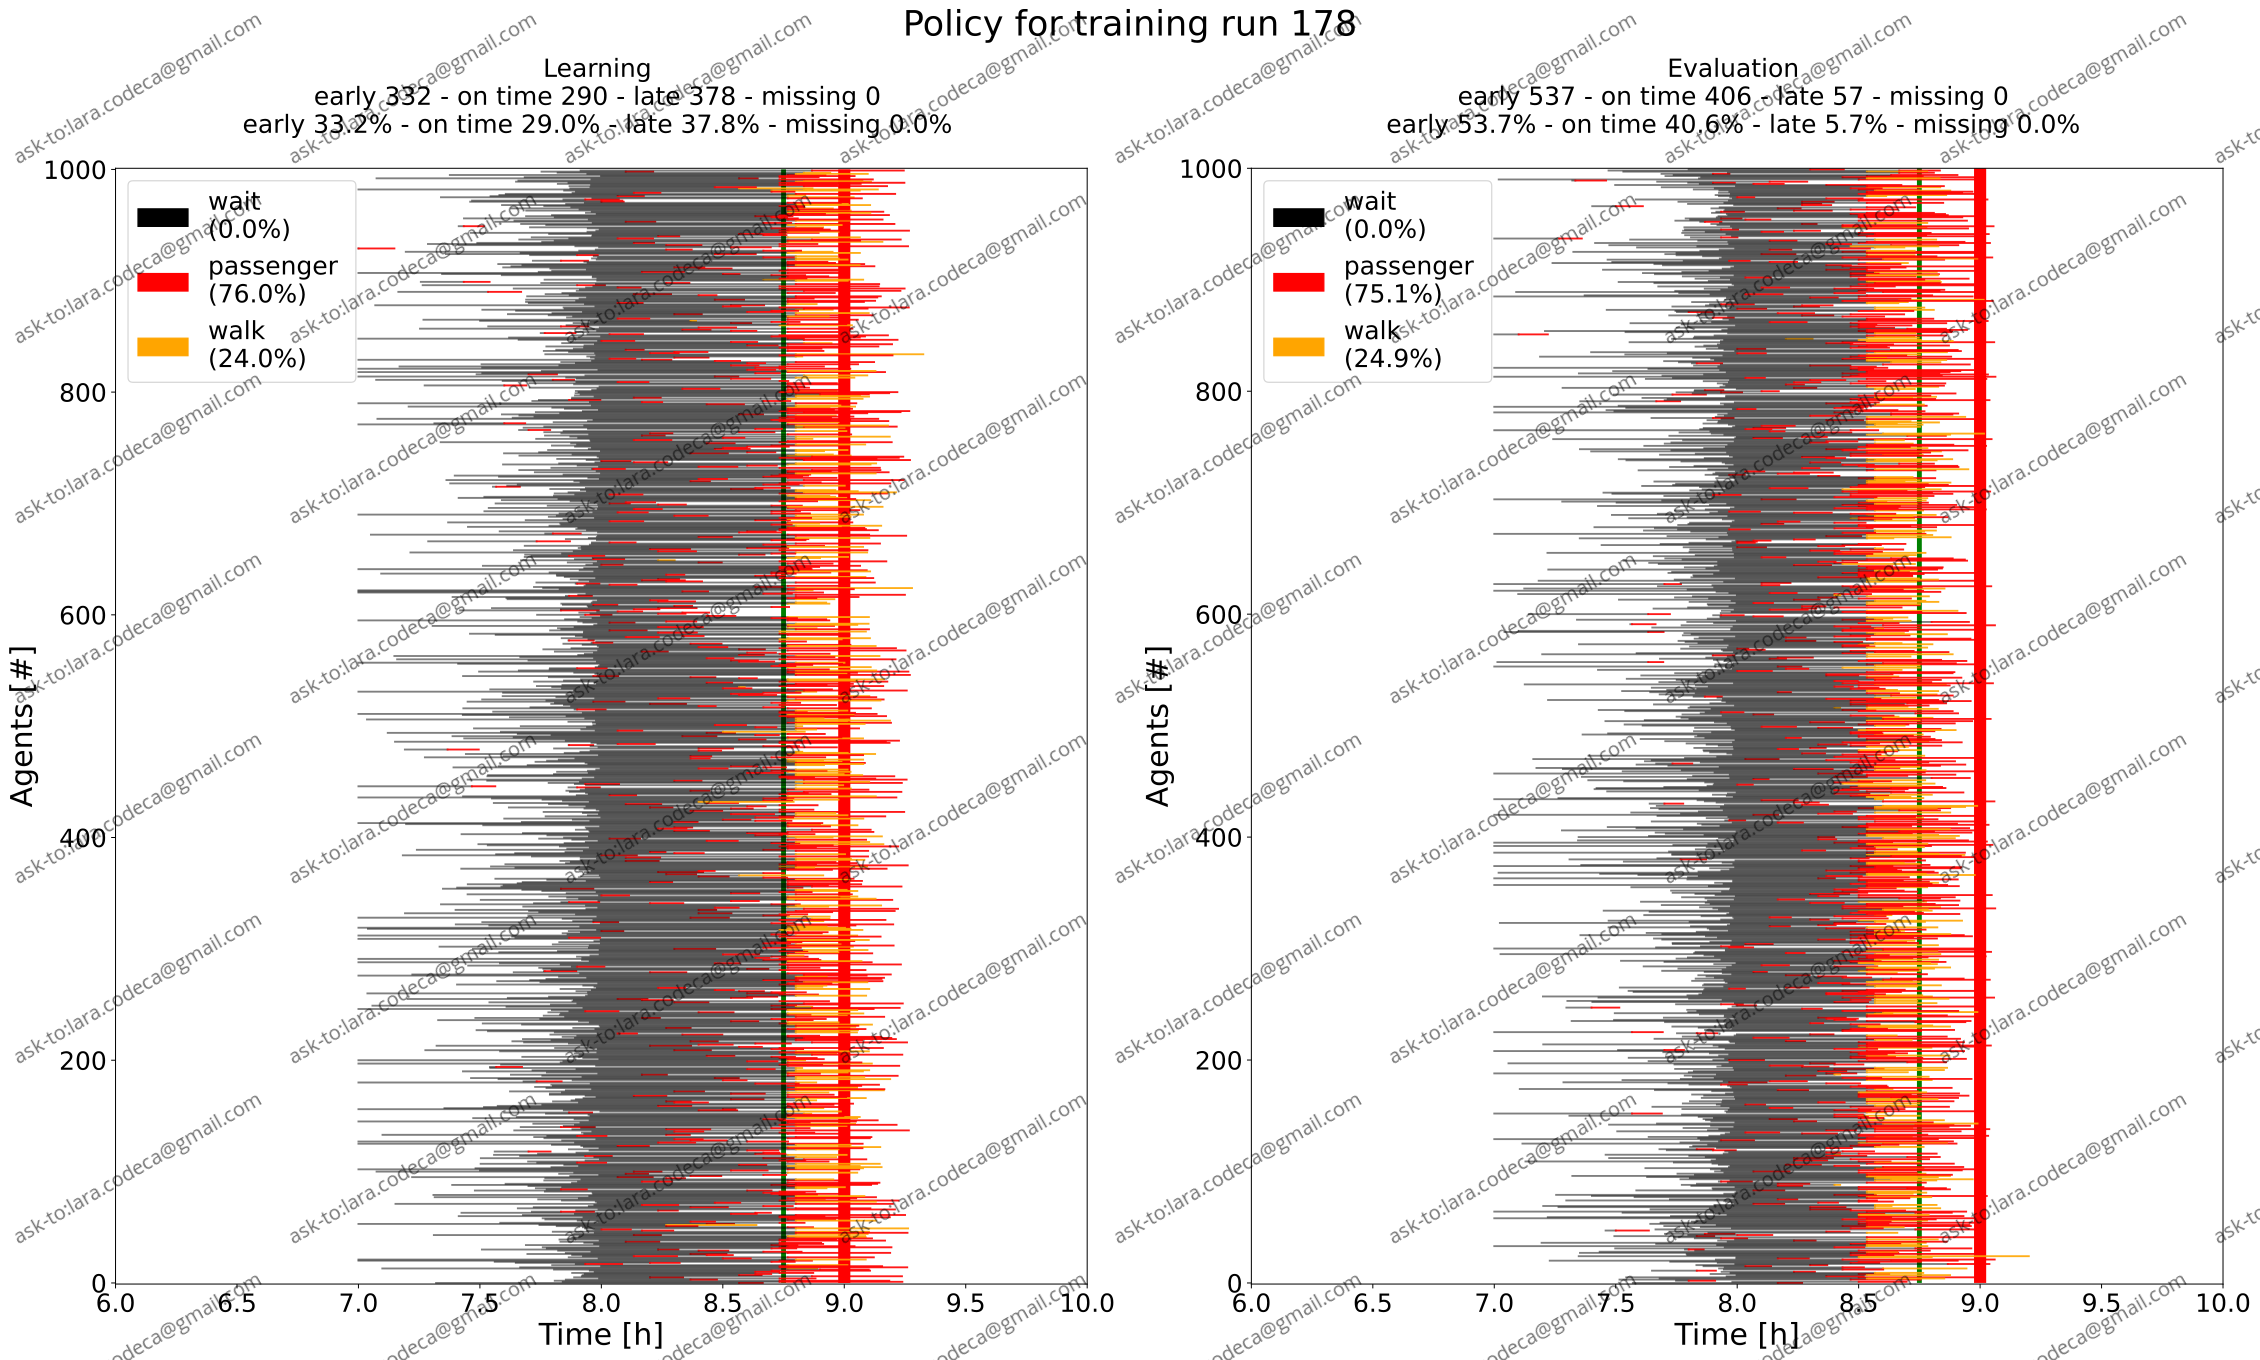 Policy for training run 178
Learning
early 332 - on time 290 - late 378 - missing 0
early 33.2% - on time 29.0% - late 37.8% - missing 0.0%
wait
(0.0%)
passenger
(76.0%)
walk
(24.0%)
Agents [#]
1000
800
600
400
200
0
6.0 6.5 7.0 7.5 8.0 8.5 9.0 9.5 10.0
Time [h]
Evaluation
early 537 - on time 406 - late 57 - missing 0
early 53.7% - on time 40.6% - late 5.7% - missing 0.0%
wait
(0.0%)
passenger
(75.1%)
walk
(24.9%)
Agents [#]
1000
800
600
400
200
0
6.0 6.5 7.0 7.5 8.0 8.5 9.0 9.5 10.0
Time [h]
ask-to:lara.codeca@gmail.com